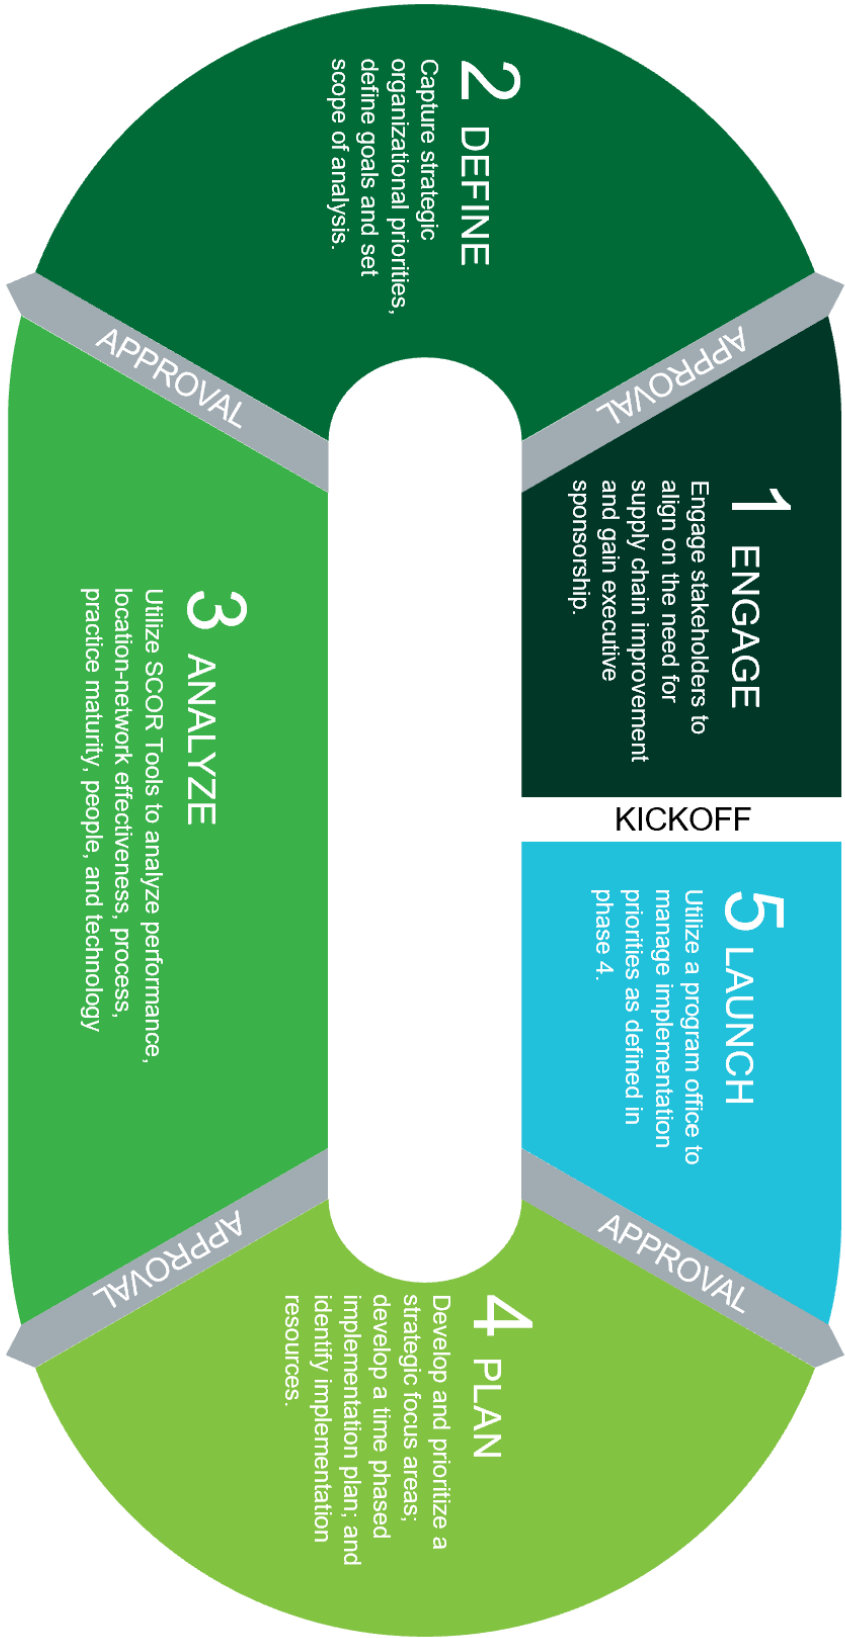 1 ENGAGE
Engage stakeholders to
align on the need for
supply chain improvement
and gain executive
sponsorship.
APPROVAL
2 DEFINE
Capture strategic
organizational priorities,
define goals and set
scope of analysis.
APPROVAL
3 ANALYZE
Utilize SCOR Tools to analyze performance,
location-network effectiveness, process,
practice maturity, people, and technology
APPROVAL
4 PLAN
Develop and prioritize a
strategic focus areas;
develop a time phased
implementation plan; and
identify implementation
resources.
APPROVAL
5 LAUNCH
Utilize a program office to
manage implementation
priorities as defined in
phase 4.
KICKOFF